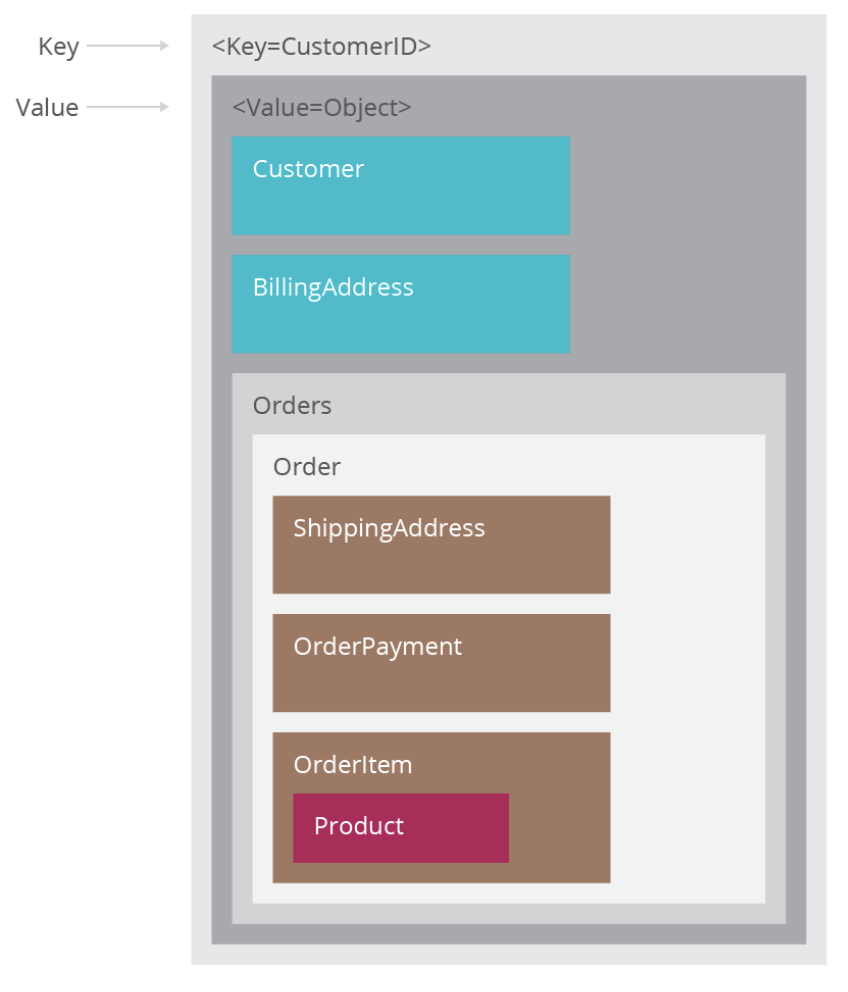 Key
<Key=CustomerID>
Value
<Value=Object>
Customer
BillingAddress
Orders
Order
ShippingAddress
OrderPayment
OrderItem
Product